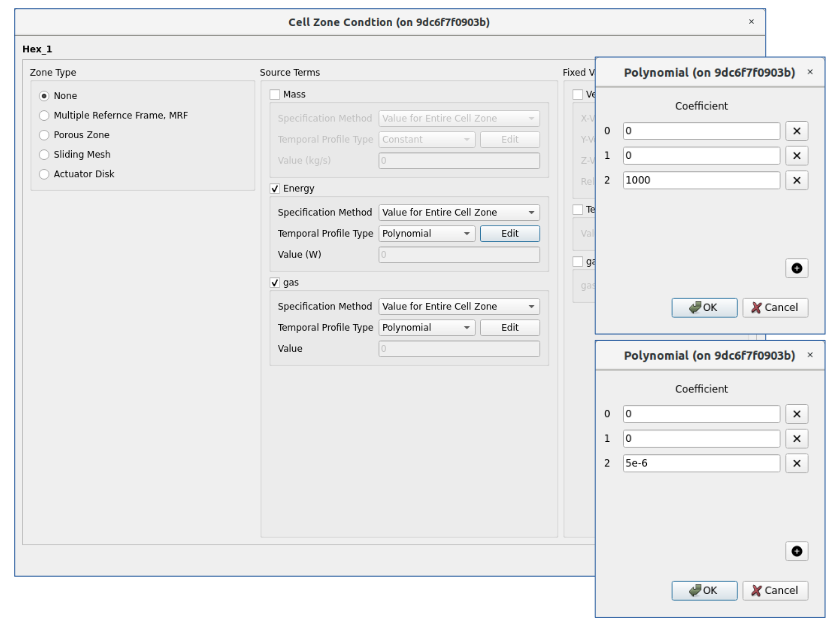 Cell Zone Condtion (on 9dc6f7f0903b)
×
Hex_1
Zone Type
None
Multiple Refernce Frame, MRF
Porous Zone
Sliding Mesh
Actuator Disk
Source Terms
Mass
Specification Method Value for Entire Cell Zone
Temporal Profile Type Constant Edit
Value (kg/s) 0
Energy
Specification Method Value for Entire Cell Zone
Temporal Profile Type Polynomial Edit
Value (W) 0
gas
Specification Method Value for Entire Cell Zone
Temporal Profile Type Polynomial Edit
Value 0
Fixed V
Ve
X-V
Y-V
Z-V
Rel
Te
Val
ga
gas
Polynomial (on 9dc6f7f0903b) ×
Coefficient
0 0
1 0
2 1000
OK Cancel
Polynomial (on 9dc6f7f0903b) ×
Coefficient
0 0
1 0
2 5e-6
OK Cancel